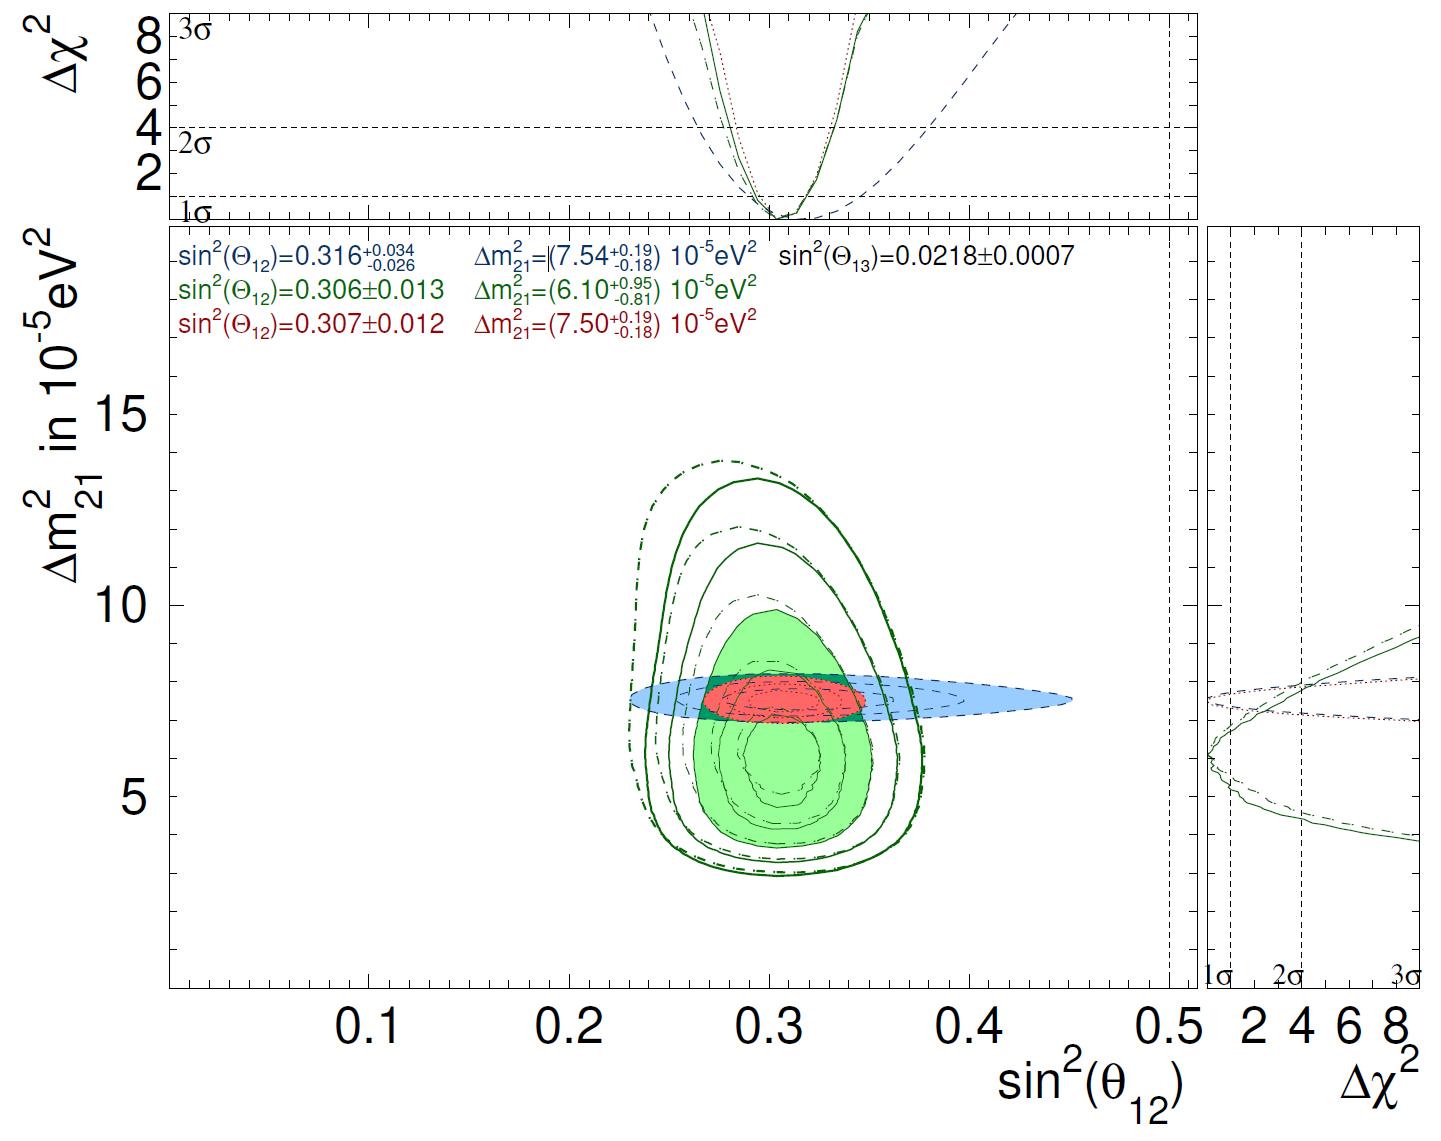 Δχ²
8
6
4
2
3σ
2σ
1σ
sin²(Θ₁₂)=0.316+0.034-0.026 Δm²₂₁=(7.54+0.19-0.18) 10⁻⁵eV² sin²(Θ₁₃)=0.0218±0.0007
sin²(Θ₁₂)=0.306±0.013 Δm²₂₁=(6.10+0.95-0.81) 10⁻⁵eV²
sin²(Θ₁₂)=0.307±0.012 Δm²₂₁=(7.50+0.19-0.18) 10⁻⁵eV²
Δm²₂₁ in 10⁻⁵eV²
15
10
5
1σ 2σ 3σ
0.1 0.2 0.3 0.4 0.5 2 4 6 8
sin²(θ₁₂) Δχ²